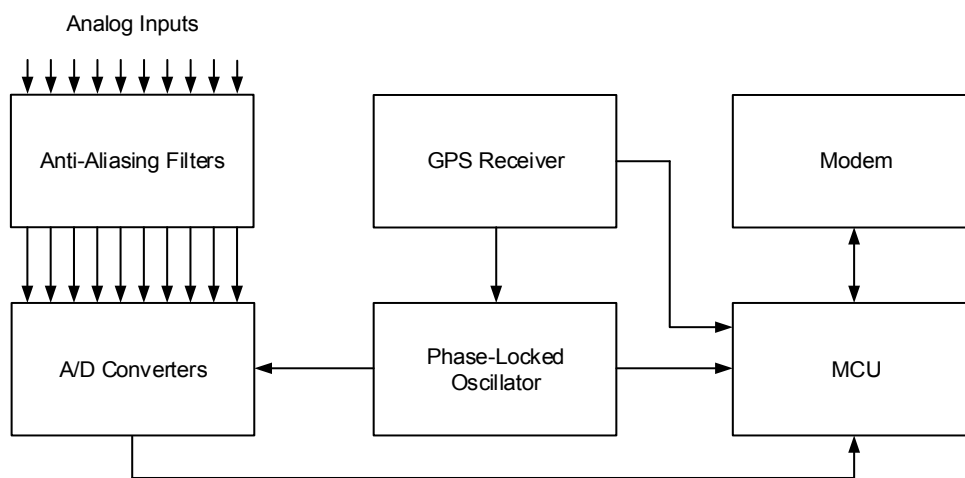 Analog Inputs
Anti-Aliasing Filters
GPS Receiver
Modem
A/D Converters
Phase-Locked
Oscillator
MCU